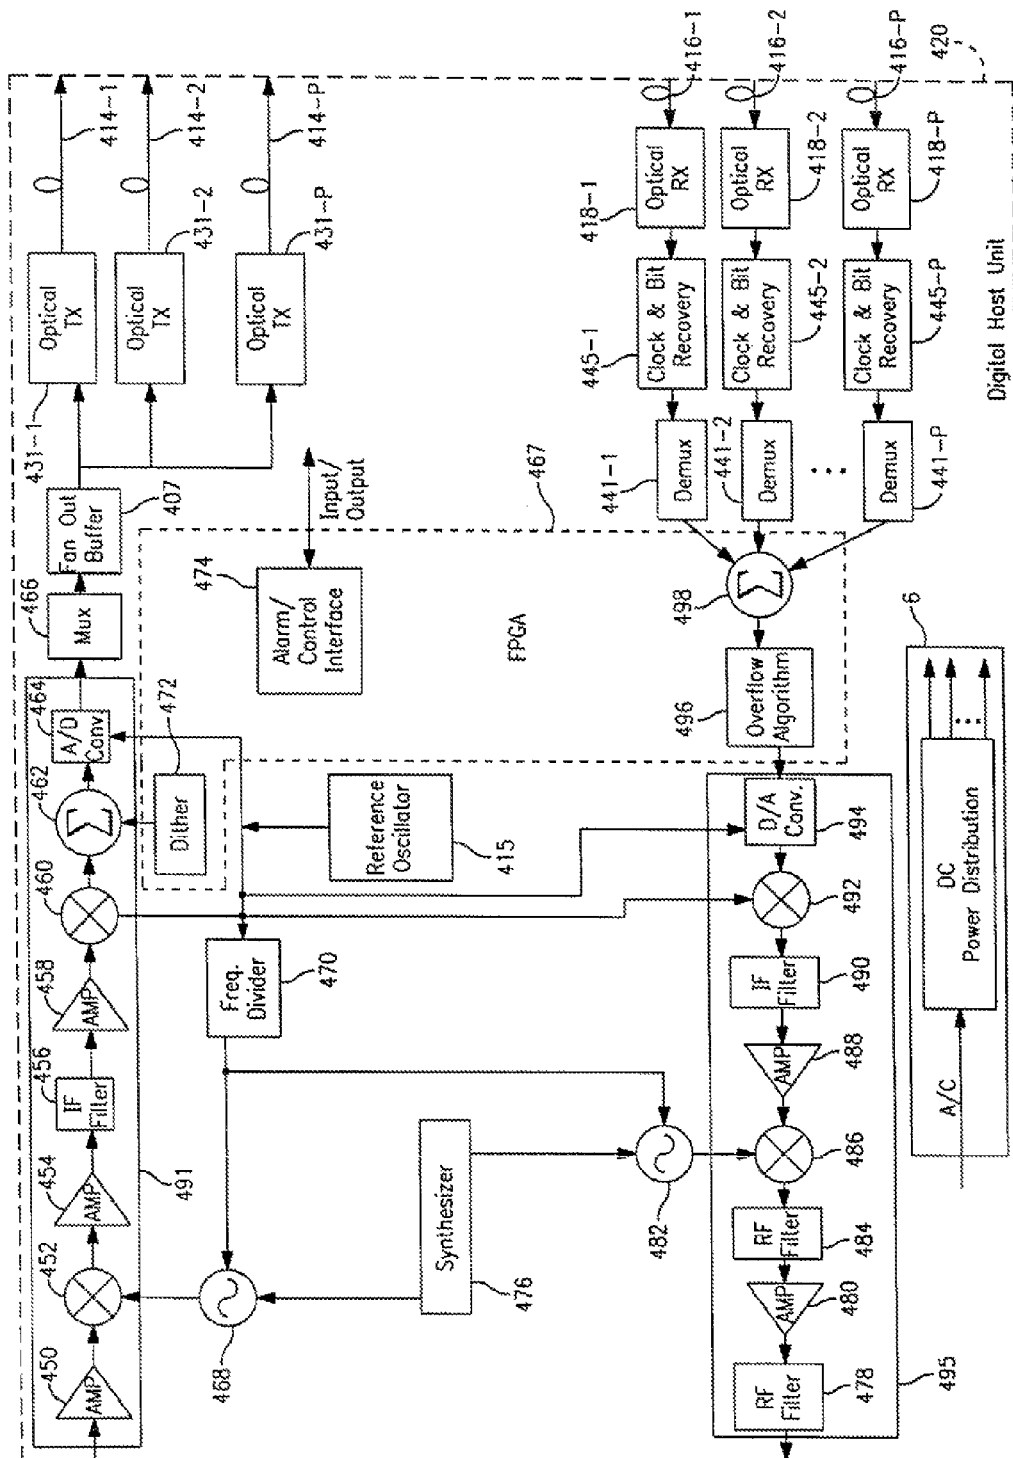 450
AMP
452
454
AMP
456
IF
Filter
458
AMP
460
462
464
A/D
Conv
466
Mux
Fan Out
Buffer
407
491
431-1
Optical
TX
414-1
Optical
TX
431-2
414-2
Optical
TX
431-P
414-P
468
Freq.
Divider
470
Dither
472
Reference
Oscillator
415
474
Alarm/
Control
Interface
Input/
Output
FPGA
467
Synthesizer
476
482
RF
Filter
478
AMP
480
RF
Filter
484
486
AMP
488
IF
Filter
490
492
D/A
Conv.
494
495
496
Overflow
Algorithm
498
441-1
Demux
445-1
Clock & Bit
Recovery
418-1
Optical
RX
416-1
441-2
Demux
Clock & Bit
Recovery
445-2
Optical
RX
418-2
416-2
Demux
441-P
Clock & Bit
Recovery
445-P
Optical
RX
418-P
416-P
A/C
DC
Power Distribution
6
Digital Host Unit
420